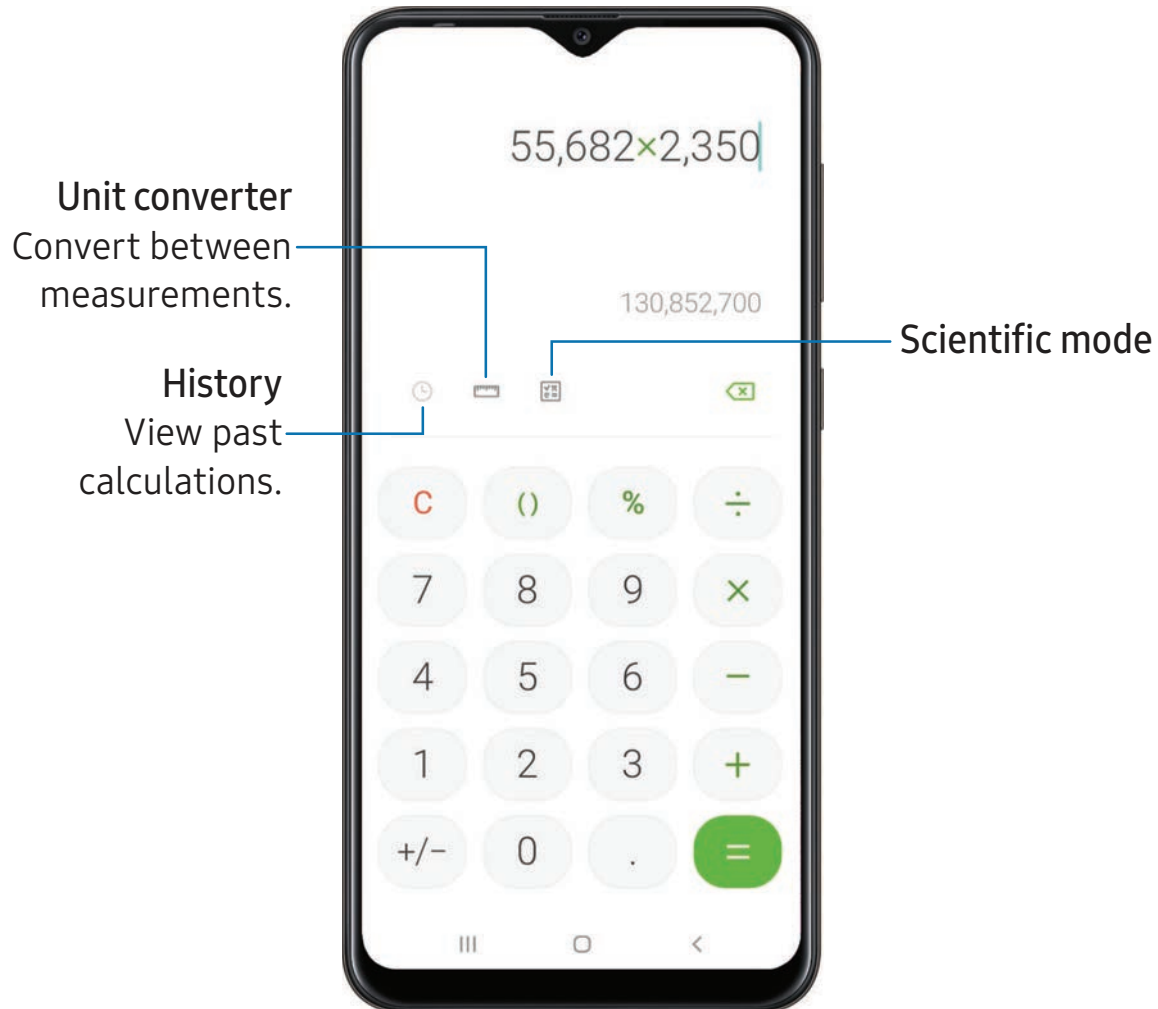 55,682×2,350
Unit converter
Convert between
measurements.
130,852,700
Scientific mode
History
View past
calculations.
C () % ÷
7 8 9 ×
4 5 6 −
1 2 3 +
+/− 0 . =